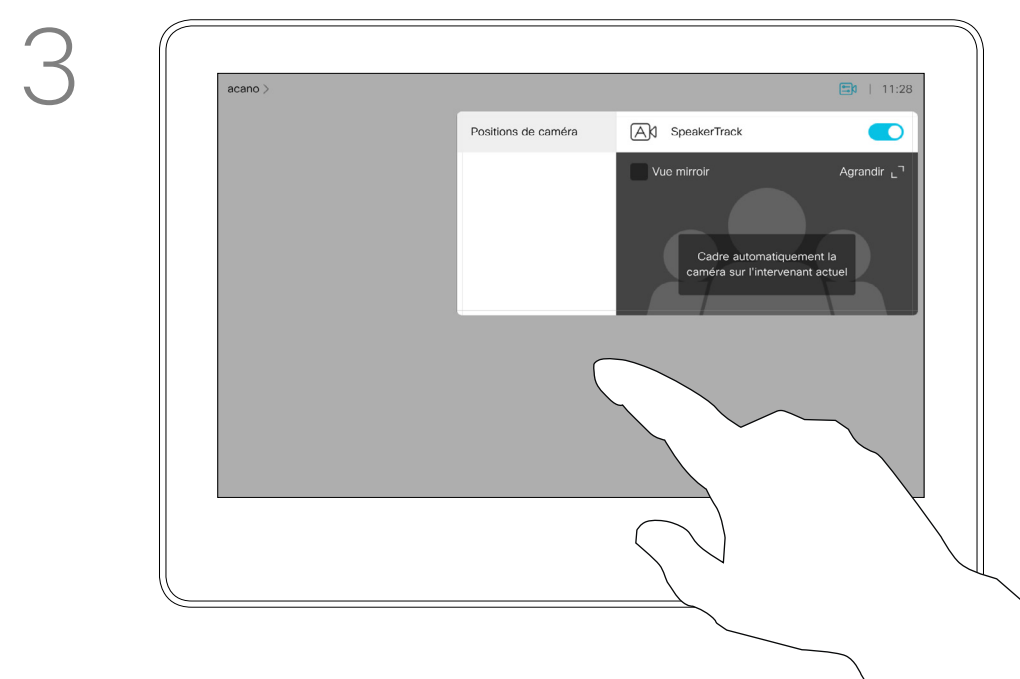 3
acano >
| 11:28
Positions de caméra
A SpeakerTrack
Vue mirroir
Agrandir
Cadre automatiquement la
caméra sur l'intervenant actuel